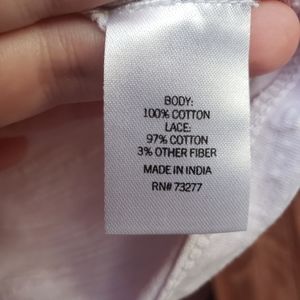 BODY:
100% COTTON
LACE:
97% COTTON
3% OTHER FIBER
MADE IN INDIA
RN# 73277